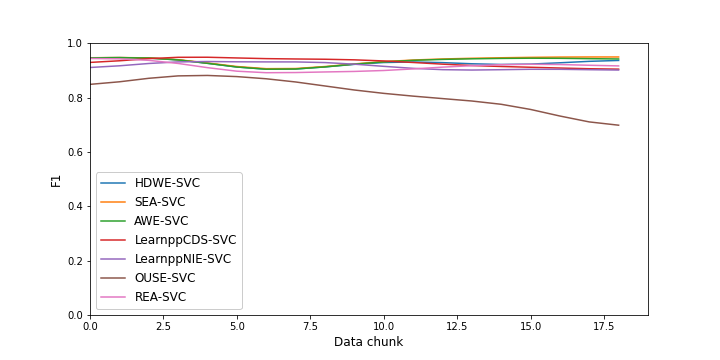 1.0
0.8
0.6
0.4
0.2
0.0
F1
HDWE-SVC
SEA-SVC
AWE-SVC
LearnppCDS-SVC
LearnppNIE-SVC
OUSE-SVC
REA-SVC
0.0 2.5 5.0 7.5 10.0 12.5 15.0 17.5
Data chunk